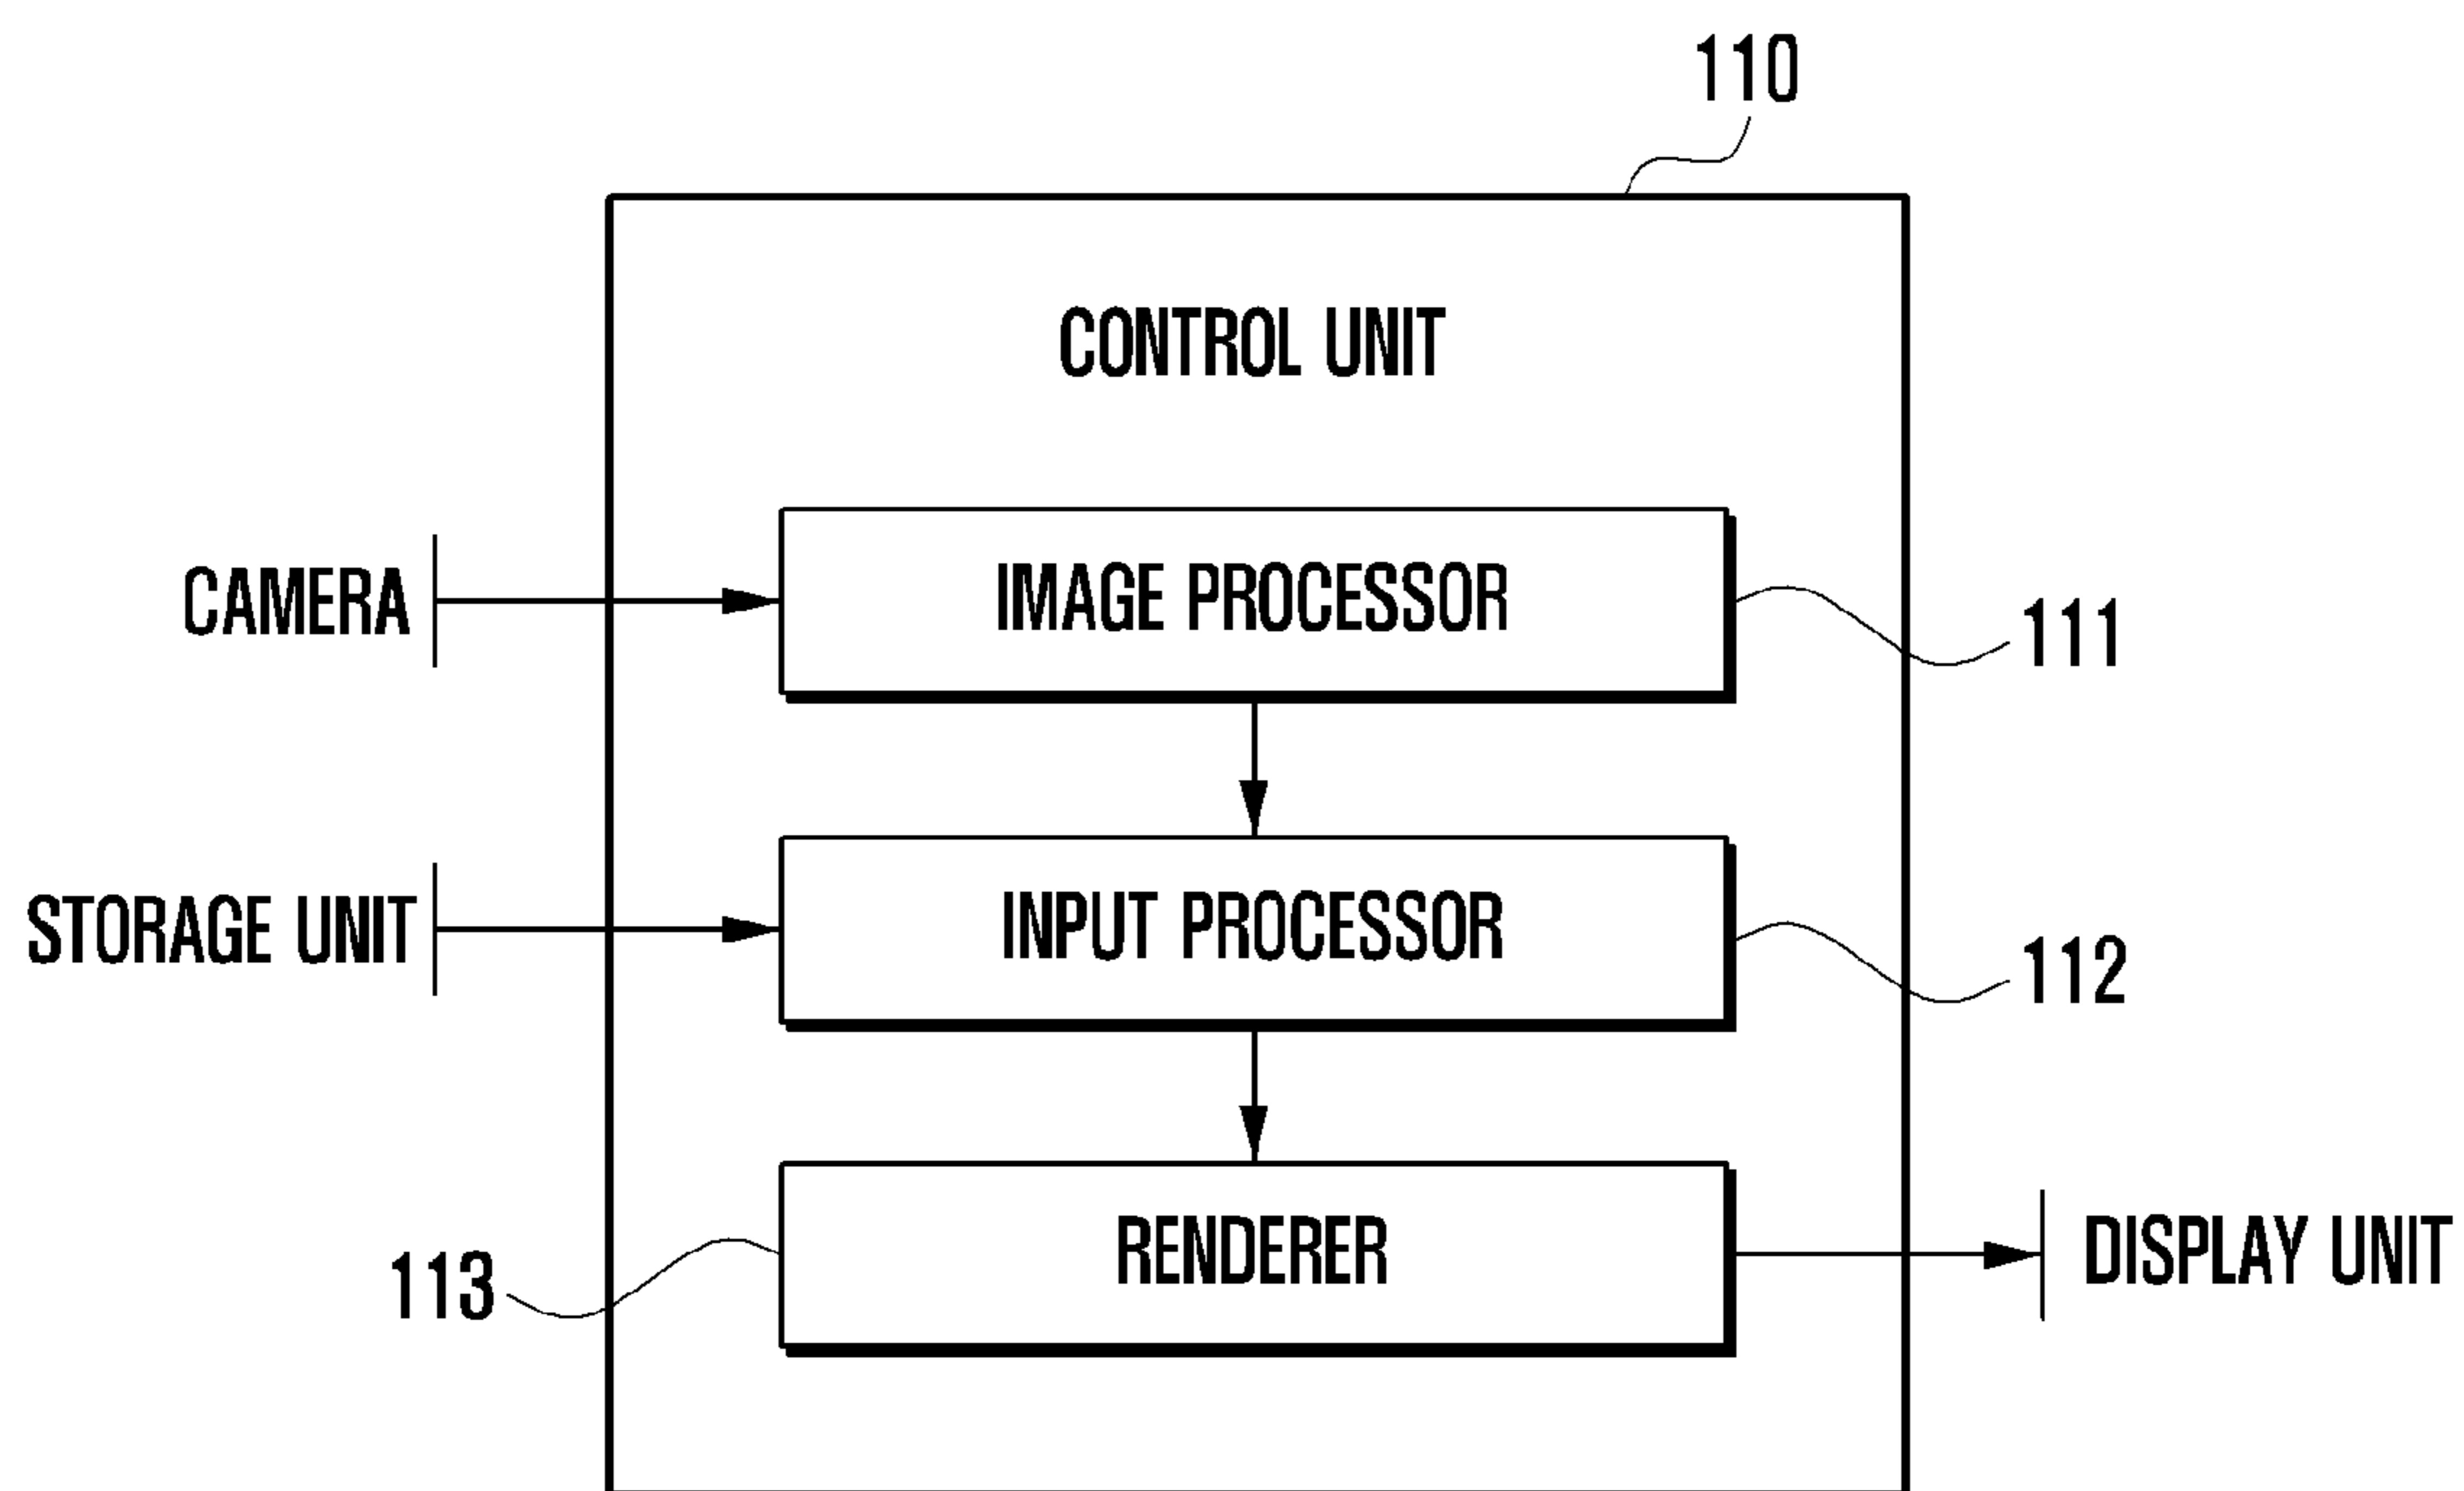 110
CONTROL UNIT
CAMERA
IMAGE PROCESSOR
111
STORAGE UNIT
INPUT PROCESSOR
112
113
RENDERER
DISPLAY UNIT